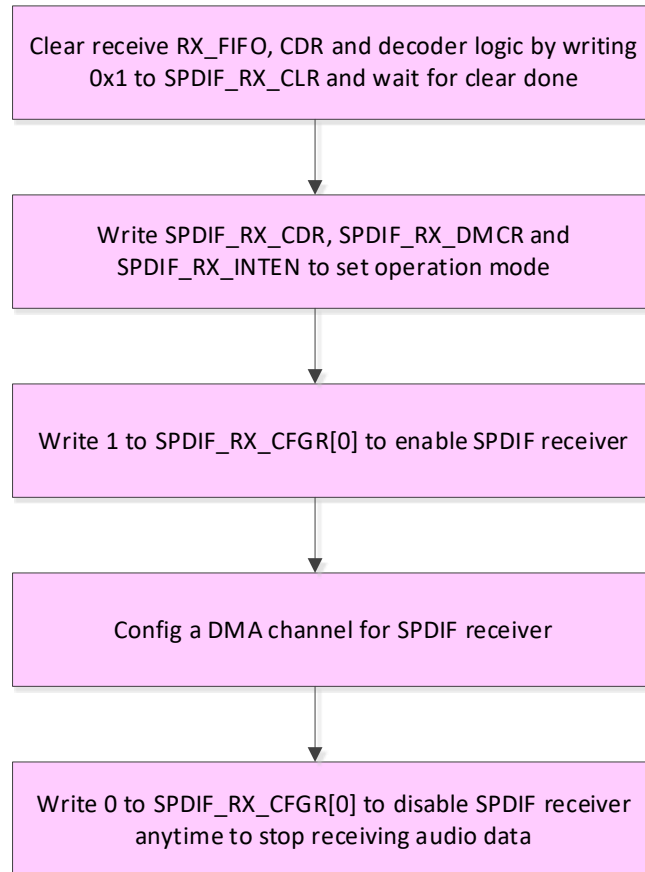 Clear receive RX_FIFO, CDR and decoder logic by writing
0x1 to SPDIF_RX_CLR and wait for clear done
Write SPDIF_RX_CDR, SPDIF_RX_DMCR and
SPDIF_RX_INTEN to set operation mode
Write 1 to SPDIF_RX_CFGR[0] to enable SPDIF receiver
Config a DMA channel for SPDIF receiver
Write 0 to SPDIF_RX_CFGR[0] to disable SPDIF receiver
anytime to stop receiving audio data